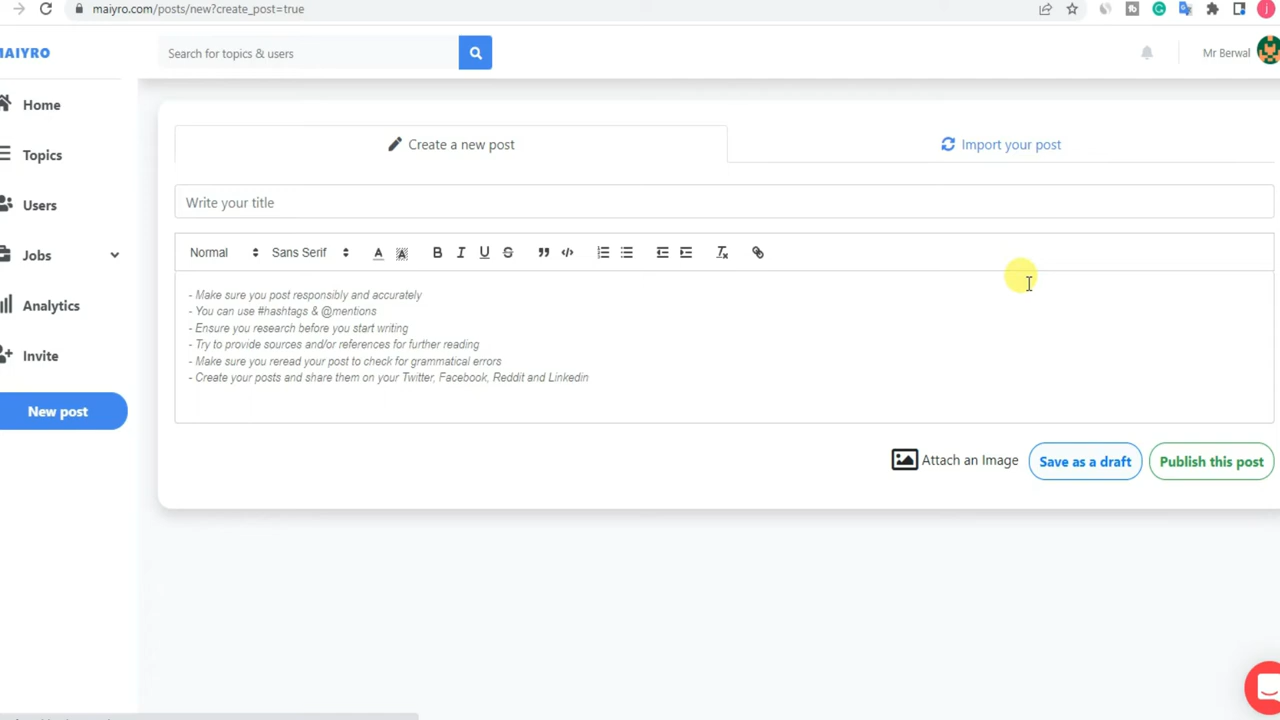 maiyro.com/posts/new?create_post=true
MAIYRO
Search for topics & users
Mr Berwal
Home
Topics
Users
Jobs
Analytics
Invite
New post
Create a new post
Import your post
Write your title
Normal
Sans Serif
- Make sure you post responsibly and accurately
- You can use #hashtags & @mentions
- Ensure you research before you start writing
- Try to provide sources and/or references for further reading
- Make sure you reread your post to check for grammatical errors
- Create your posts and share them on your Twitter, Facebook, Reddit and Linkedin
Attach an Image
Save as a draft
Publish this post